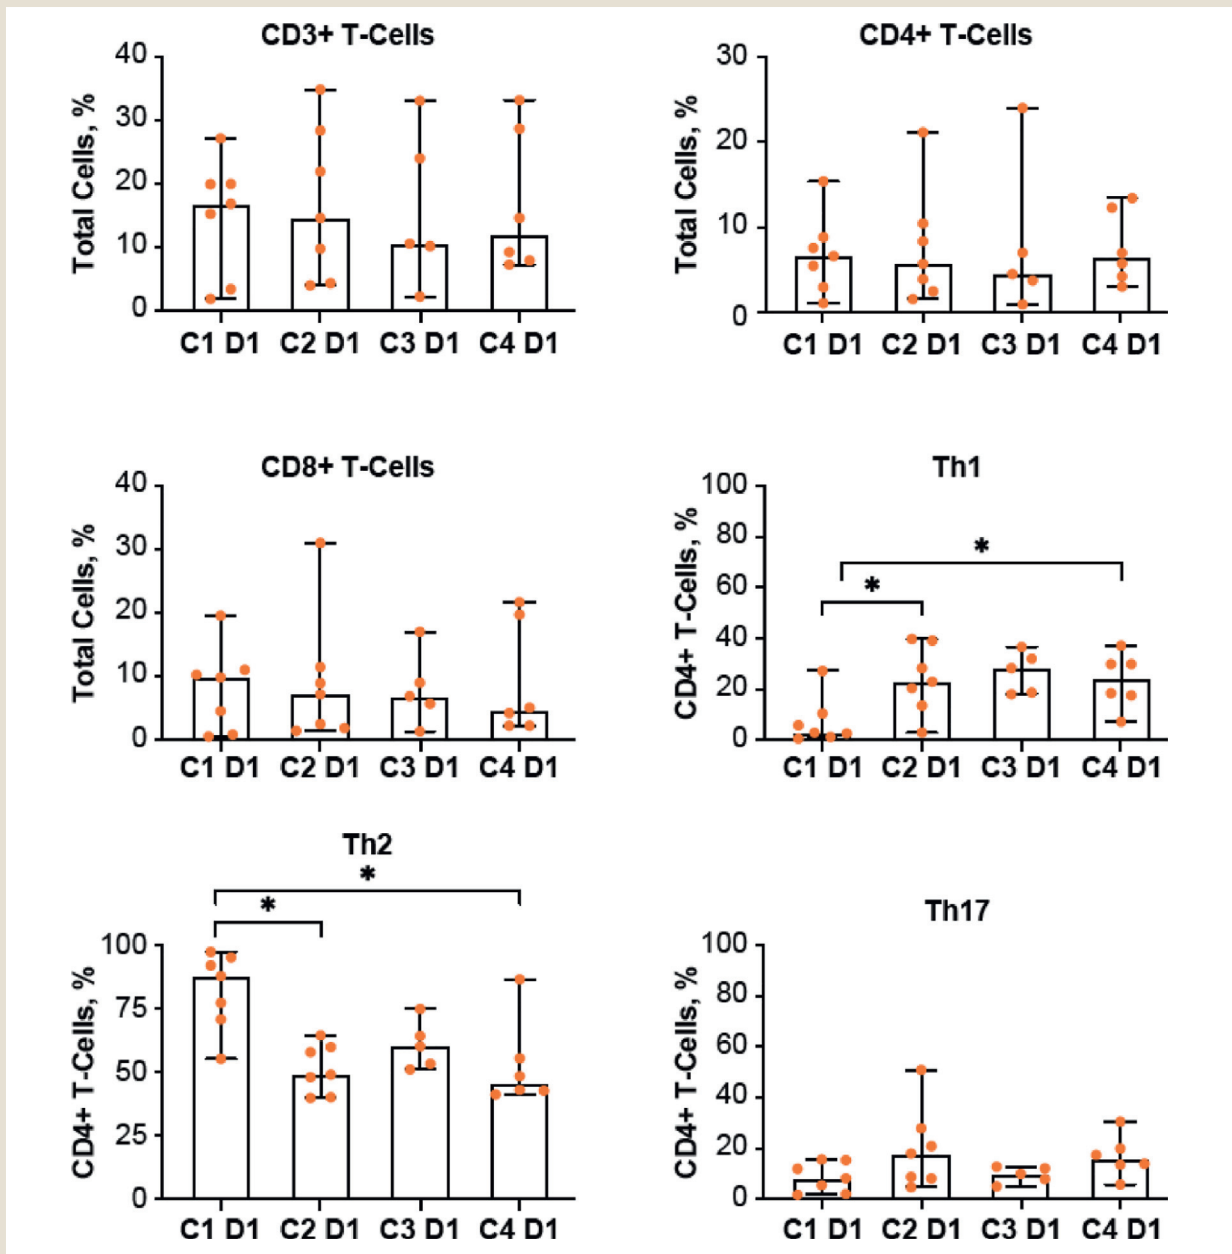 CD3+ T-Cells
Total Cells, %
40
30
20
10
0
C1 D1 C2 D1 C3 D1 C4 D1
CD4+ T-Cells
Total Cells, %
30
20
10
0
C1 D1 C2 D1 C3 D1 C4 D1
CD8+ T-Cells
Total Cells, %
40
30
20
10
0
C1 D1 C2 D1 C3 D1 C4 D1
Th1
CD4+ T-Cells, %
100
80
60
40
20
0
*
*
C1 D1 C2 D1 C3 D1 C4 D1
Th2
*
*
CD4+ T-Cells, %
100
75
50
25
0
C1 D1 C2 D1 C3 D1 C4 D1
Th17
CD4+ T-Cells, %
100
80
60
40
20
0
C1 D1 C2 D1 C3 D1 C4 D1